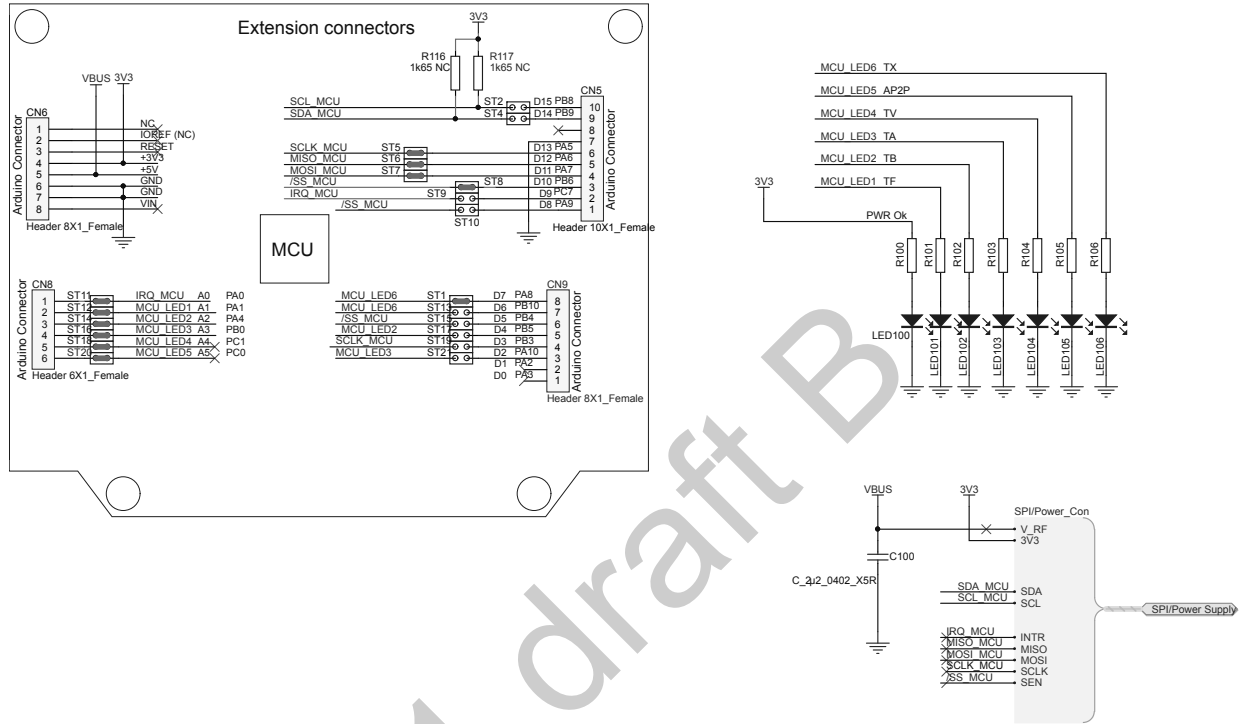 Extension connectors
3V3
R116
1k65 NC
R117
1k65 NC
VBUS 3V3
CN6
Arduino Connector
1 NC
2 IOREF (NC)
3 RESET
4 +3V3
5 +5V
6 GND
7 GND
8 VIN
Header 8X1_Female
MCU
CN5
Arduino Connector
SCL_MCU ST2 D15 PB8 10
SDA_MCU ST4 D14 PB9 9
8
7
SCLK_MCU ST5 D13 PA5 6
MISO_MCU ST6 D12 PA6 5
MOSI_MCU ST7 D11 PA7 4
/SS_MCU ST8 D10 PB6 3
IRQ_MCU ST9 D9 PC7 2
/SS_MCU ST10 D8 PA9 1
Header 10X1_Female
CN8
Arduino Connector
1 ST11 IRQ_MCU A0 PA0
2 ST12 MCU_LED1 A1 PA1
3 ST14 MCU_LED2 A2 PA4
4 ST16 MCU_LED3 A3 PB0
5 ST18 MCU_LED4 A4 PC1
6 ST20 MCU_LED5 A5 PC0
Header 6X1_Female
CN9
Arduino Connector
MCU_LED6 ST1 D7 PA8 8
MCU_LED6 ST13 D6 PB10 7
/SS_MCU ST15 D5 PB4 6
MCU_LED2 ST17 D4 PB5 5
SCLK_MCU ST19 D3 PB3 4
MCU_LED3 ST21 D2 PA10 3
D1 PA2 2
D0 PA3 1
Header 8X1_Female
MCU_LED6 TX
MCU_LED5 AP2P
MCU_LED4 TV
MCU_LED3 TA
MCU_LED2 TB
MCU_LED1 TF
3V3
PWR Ok
R100
R101
R102
R103
R104
R105
R106
LED100
LED101
LED102
LED103
LED104
LED105
LED106
VBUS
3V3
C100
C_2µ2_0402_X5R
SPI/Power_Con
V_RF
3V3
SDA_MCU SDA
SCL_MCU SCL
IRQ_MCU INTR
MISO_MCU MISO
MOSI_MCU MOSI
SCLK_MCU SCLK
/SS_MCU SEN
SPI/Power Supply
draft B